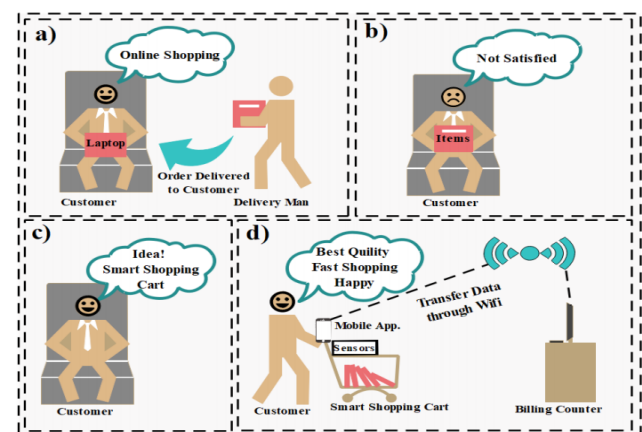 a)
Online Shopping
Laptop
Order Delivered
to Customer
Customer
Delivery Man
b)
Not Satisfied
Items
Customer
c)
Idea!
Smart Shopping
Cart
Customer
d)
Best Quility
Fast Shopping
Happy
Mobile App.
Sensors
Transfer Data
through Wifi
Customer
Smart Shopping Cart
Billing Counter